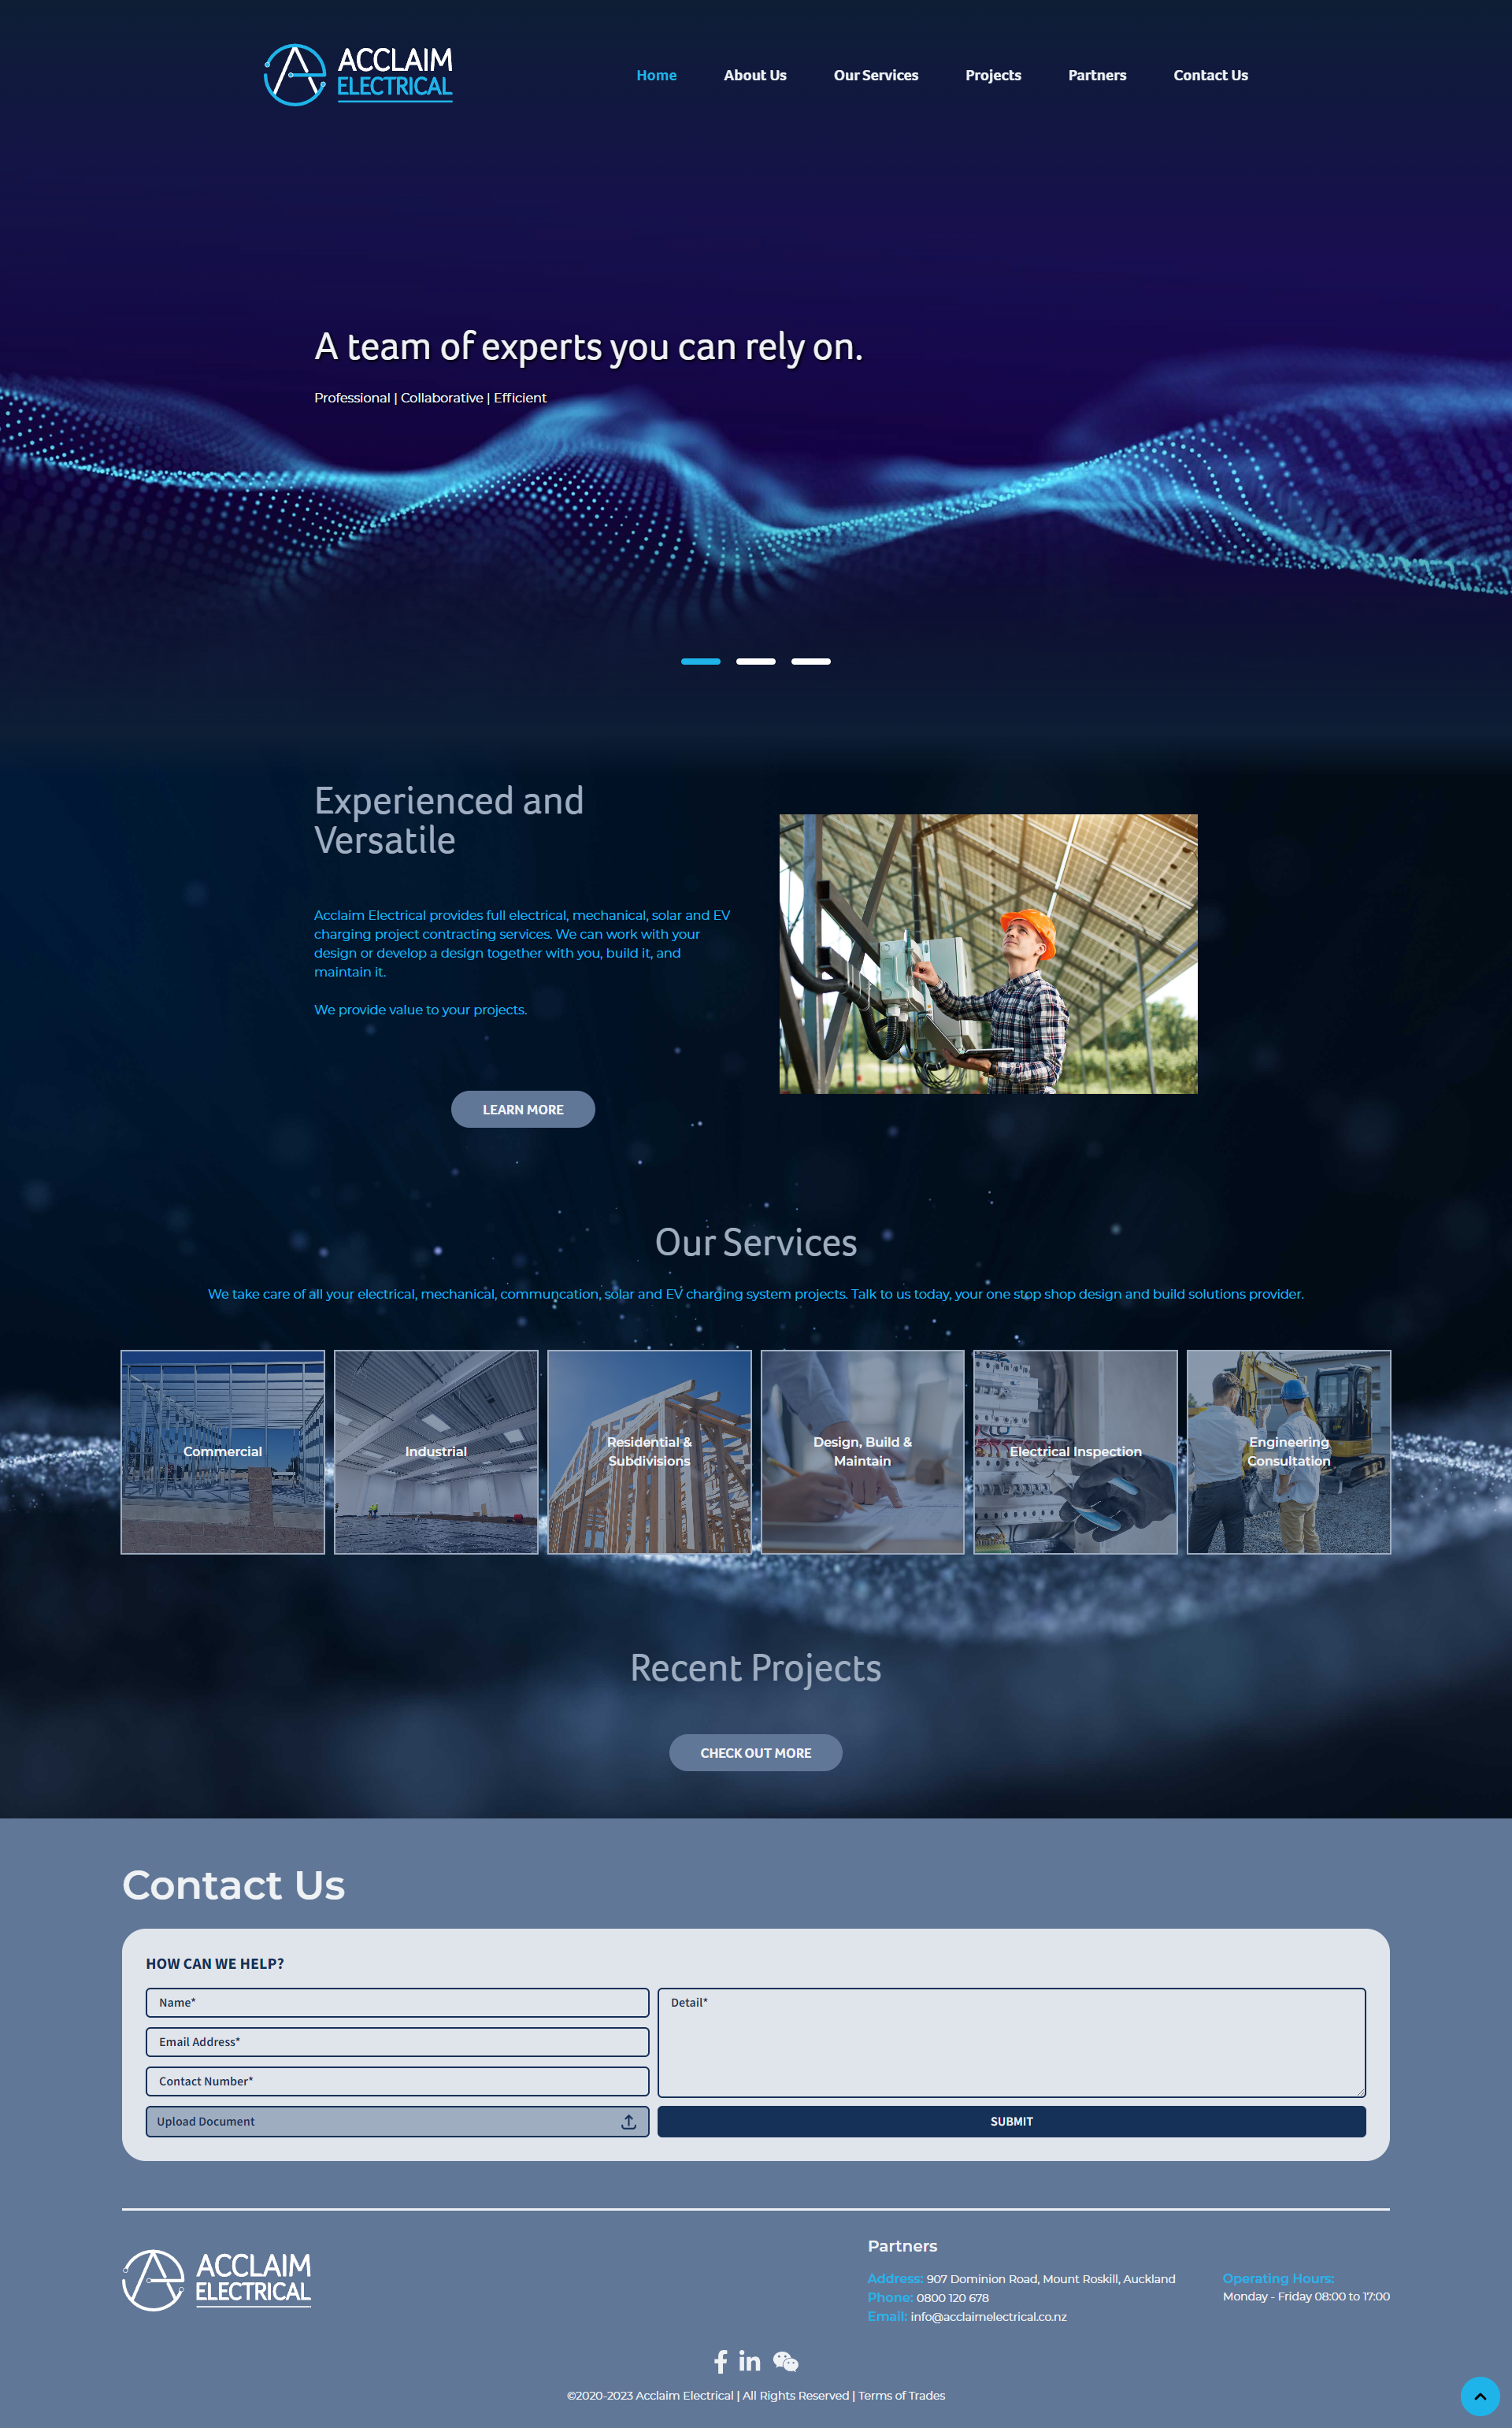 ACCLAIM
ELECTRICAL
Home About Us Our Services Projects Partners Contact Us
A team of experts you can rely on.
Professional | Collaborative | Efficient
Experienced and
Versatile
Acclaim Electrical provides full electrical, mechanical, solar and EV
charging project contracting services. We can work with your
design or develop a design together with you, build it, and
maintain it.
We provide value to your projects.
LEARN MORE
Our Services
We take care of all your electrical, mechanical, communcation, solar and EV charging system projects. Talk to us today, your one stop shop design and build solutions provider.
Commercial
Industrial
Residential &
Subdivisions
Design, Build &
Maintain
Electrical Inspection
Engineering
Consultation
Recent Projects
CHECK OUT MORE
Contact Us
HOW CAN WE HELP?
Name*
Email Address*
Contact Number*
Upload Document
Detail*
SUBMIT
ACCLAIM
ELECTRICAL
Partners
Address: 907 Dominion Road, Mount Roskill, Auckland
Phone: 0800 120 678
Email: info@acclaimelectrical.co.nz
Operating Hours:
Monday - Friday 08:00 to 17:00
©2020-2023 Acclaim Electrical | All Rights Reserved | Terms of Trades